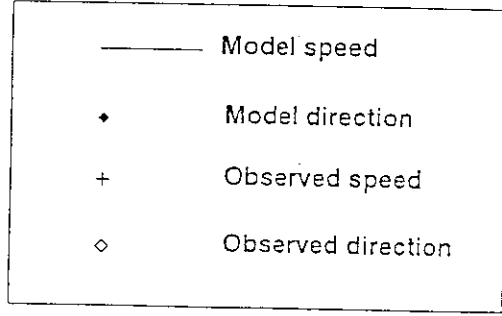 Model speed
Model direction
Observed speed
Observed direction